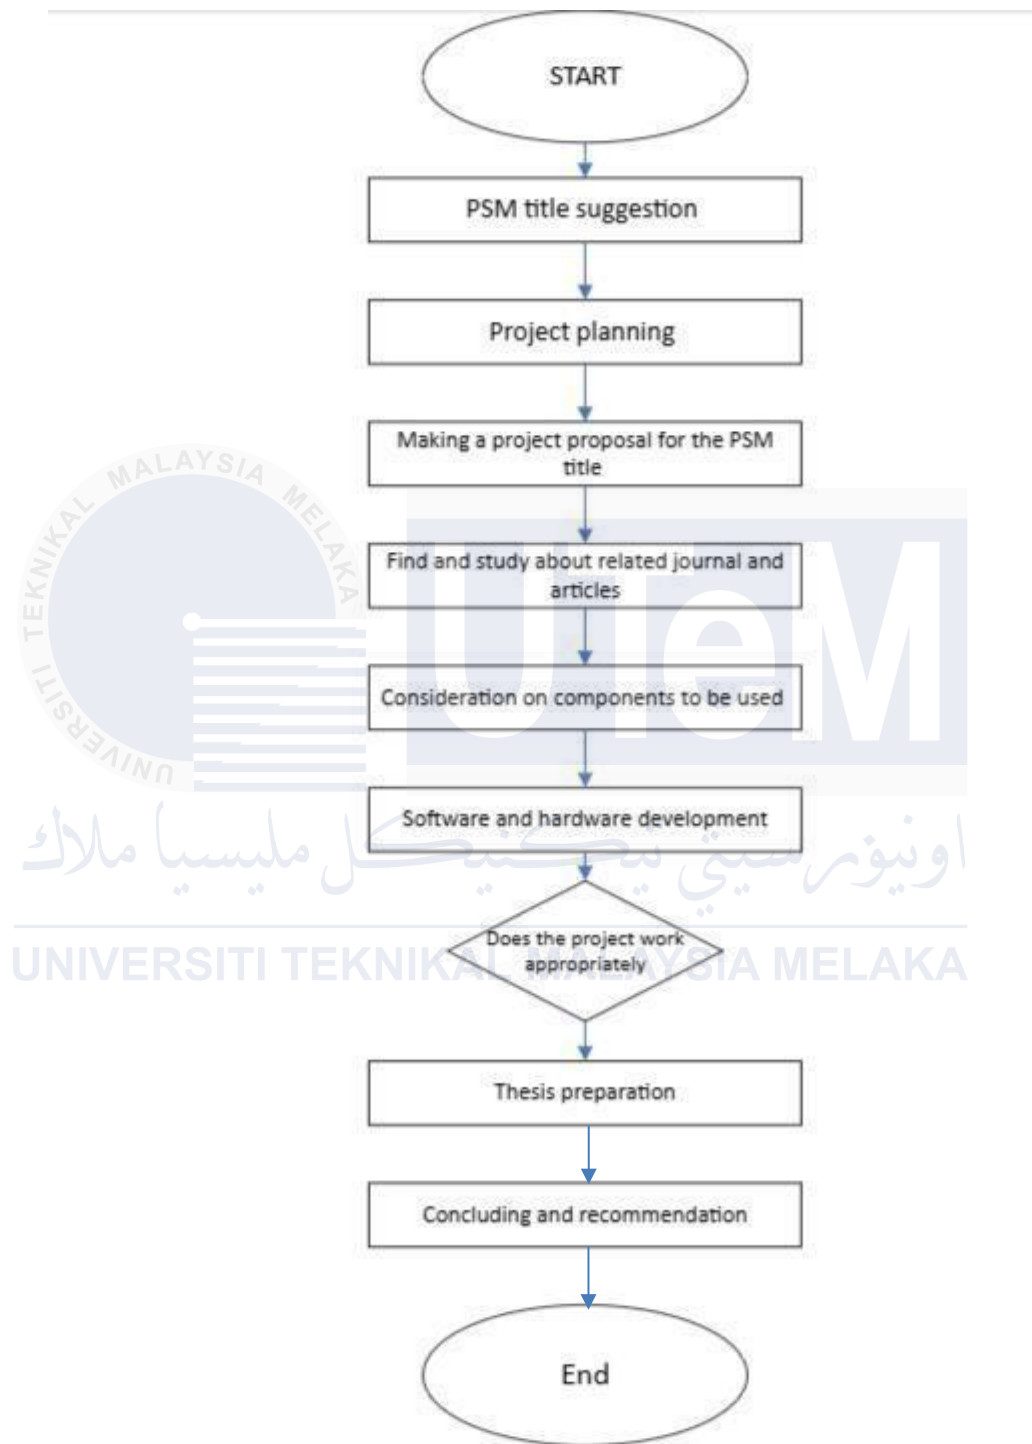 START
PSM title suggestion
Project planning
Making a project proposal for the PSM
title
UNIVERSITI TEKNIKAL MALAYSIA MELAKA
UTeM
Find and study about related journal and
articles
Consideration on components to be used
Software and hardware development
اونيۏرسيتي تيكنيكل مليسيا ملاك
Does the project work
appropriately
UNIVERSITI TEKNIKAL MALAYSIA MELAKA
Thesis preparation
Concluding and recommendation
End